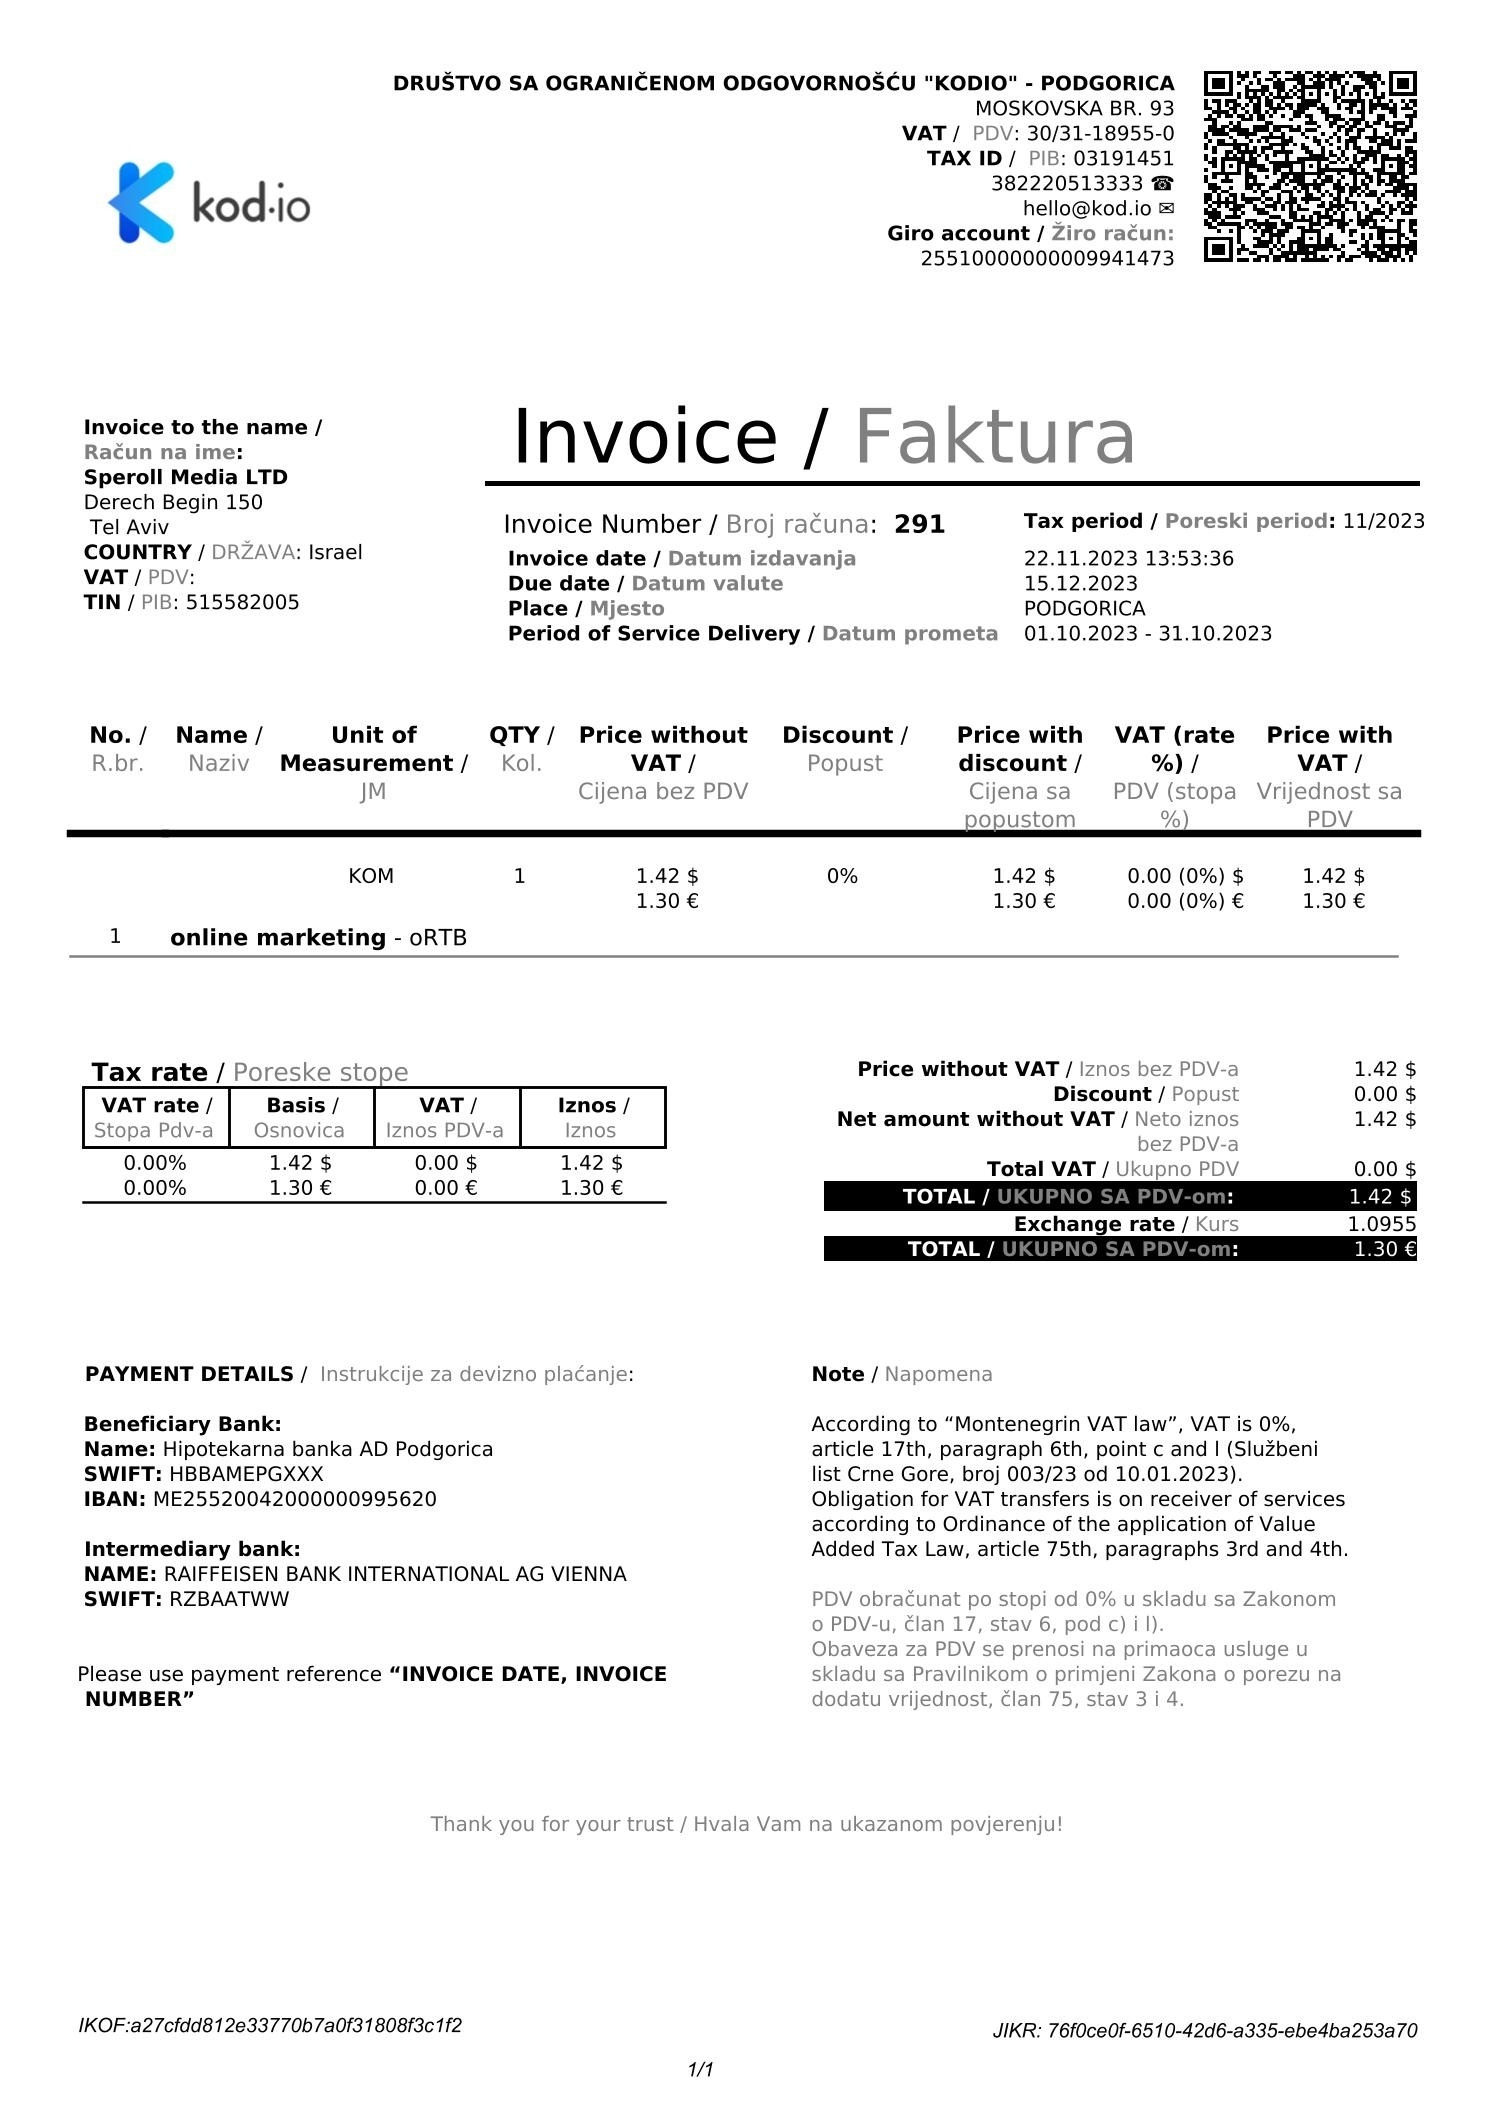 DRUŠTVO SA OGRANIČENOM ODGOVORNOŠĆU "KODIO" - PODGORICA
MOSKOVSKA BR. 93
VAT / PDV: 30/31-18955-0
TAX ID / PIB: 03191451
382220513333 ☎
hello@kod.io ✉
Giro account / Žiro račun:
25510000000009941473
kod·io
Invoice to the name /
Račun na ime:
Speroll Media LTD
Derech Begin 150
Tel Aviv
COUNTRY / DRŽAVA: Israel
VAT / PDV:
TIN / PIB: 515582005
Invoice / Faktura
Invoice Number / Broj računa: 291
Tax period / Poreski period: 11/2023
Invoice date / Datum izdavanja 22.11.2023 13:53:36
Due date / Datum valute 15.12.2023
Place / Mjesto PODGORICA
Period of Service Delivery / Datum prometa 01.10.2023 - 31.10.2023
No. / Name / Unit of QTY / Price without Discount / Price with VAT (rate Price with
R.br. Naziv Measurement / Kol. VAT / Popust discount / %) / VAT /
JM Cijena bez PDV Cijena sa PDV (stopa Vrijednost sa
popustom %) PDV
KOM 1 1.42 $ 0% 1.42 $ 0.00 (0%) $ 1.42 $
1.30 € 1.30 € 0.00 (0%) € 1.30 €
1 online marketing - oRTB
Tax rate / Poreske stope
VAT rate / Basis / VAT / Iznos /
Stopa Pdv-a Osnovica Iznos PDV-a Iznos
0.00% 1.42 $ 0.00 $ 1.42 $
0.00% 1.30 € 0.00 € 1.30 €
Price without VAT / Iznos bez PDV-a 1.42 $
Discount / Popust 0.00 $
Net amount without VAT / Neto iznos 1.42 $
bez PDV-a
Total VAT / Ukupno PDV 0.00 $
TOTAL / UKUPNO SA PDV-om: 1.42 $
Exchange rate / Kurs 1.0955
TOTAL / UKUPNO SA PDV-om: 1.30 €
PAYMENT DETAILS / Instrukcije za devizno plaćanje:
Beneficiary Bank:
Name: Hipotekarna banka AD Podgorica
SWIFT: HBBAMEPGXXX
IBAN: ME25520042000000995620
Intermediary bank:
NAME: RAIFFEISEN BANK INTERNATIONAL AG VIENNA
SWIFT: RZBAATWW
Please use payment reference “INVOICE DATE, INVOICE
NUMBER”
Note / Napomena
According to “Montenegrin VAT law”, VAT is 0%,
article 17th, paragraph 6th, point c and l (Službeni
list Crne Gore, broj 003/23 od 10.01.2023).
Obligation for VAT transfers is on receiver of services
according to Ordinance of the application of Value
Added Tax Law, article 75th, paragraphs 3rd and 4th.
PDV obračunat po stopi od 0% u skladu sa Zakonom
o PDV-u, član 17, stav 6, pod c) i l).
Obaveza za PDV se prenosi na primaoca usluge u
skladu sa Pravilnikom o primjeni Zakona o porezu na
dodatu vrijednost, član 75, stav 3 i 4.
Thank you for your trust / Hvala Vam na ukazanom povjerenju!
IKOF:a27cfdd812e33770b7a0f31808f3c1f2
JIKR: 76f0ce0f-6510-42d6-a335-ebe4ba253a70
1/1